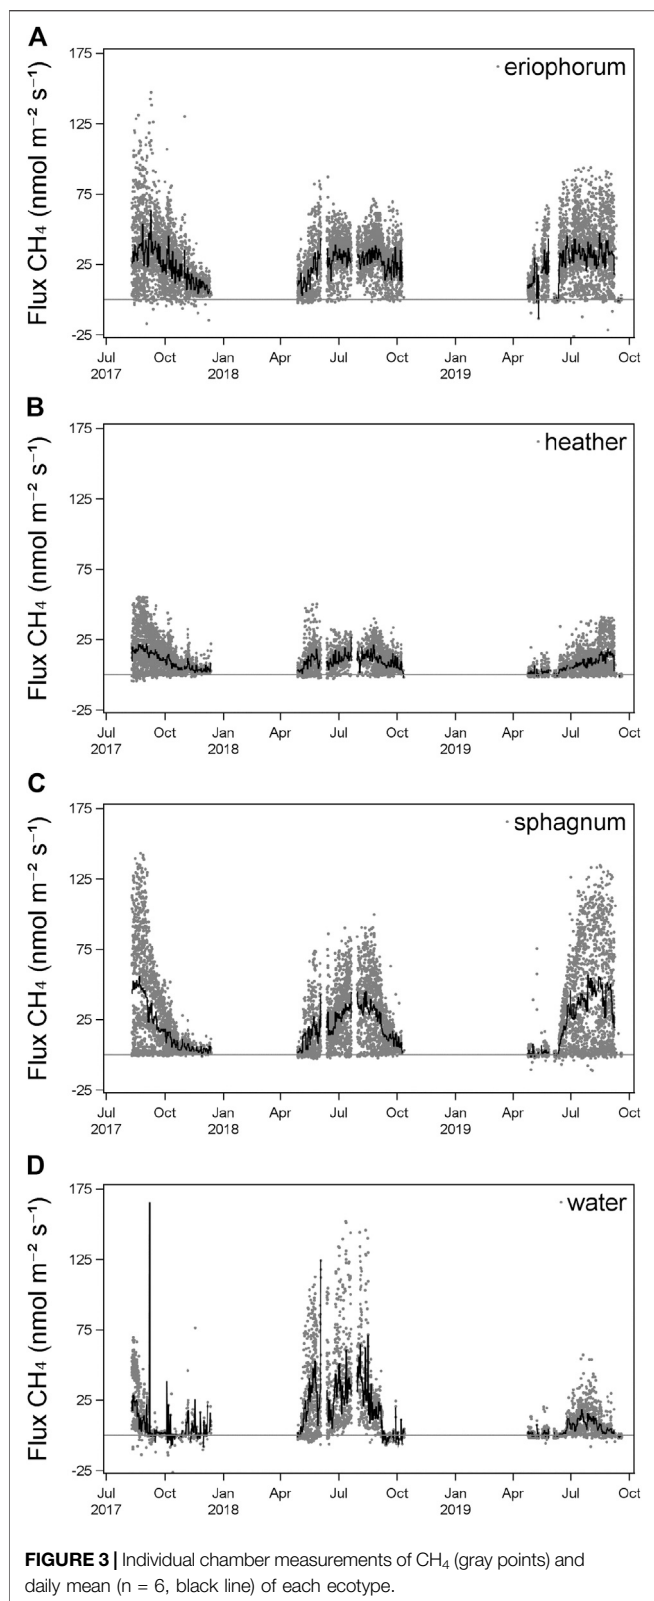 A
Flux CH₄ (nmol m⁻² s⁻¹)
175
125
75
25
-25
eriophorum
Jul Oct Jan Apr Jul Oct Jan Apr Jul Oct
2017 2018 2019
B
Flux CH₄ (nmol m⁻² s⁻¹)
175
125
75
25
-25
heather
Jul Oct Jan Apr Jul Oct Jan Apr Jul Oct
2017 2018 2019
C
Flux CH₄ (nmol m⁻² s⁻¹)
175
125
75
25
-25
sphagnum
Jul Oct Jan Apr Jul Oct Jan Apr Jul Oct
2017 2018 2019
D
Flux CH₄ (nmol m⁻² s⁻¹)
175
125
75
25
-25
water
Jul Oct Jan Apr Jul Oct Jan Apr Jul Oct
2017 2018 2019
FIGURE 3 | Individual chamber measurements of CH₄ (gray points) and
daily mean (n = 6, black line) of each ecotype.